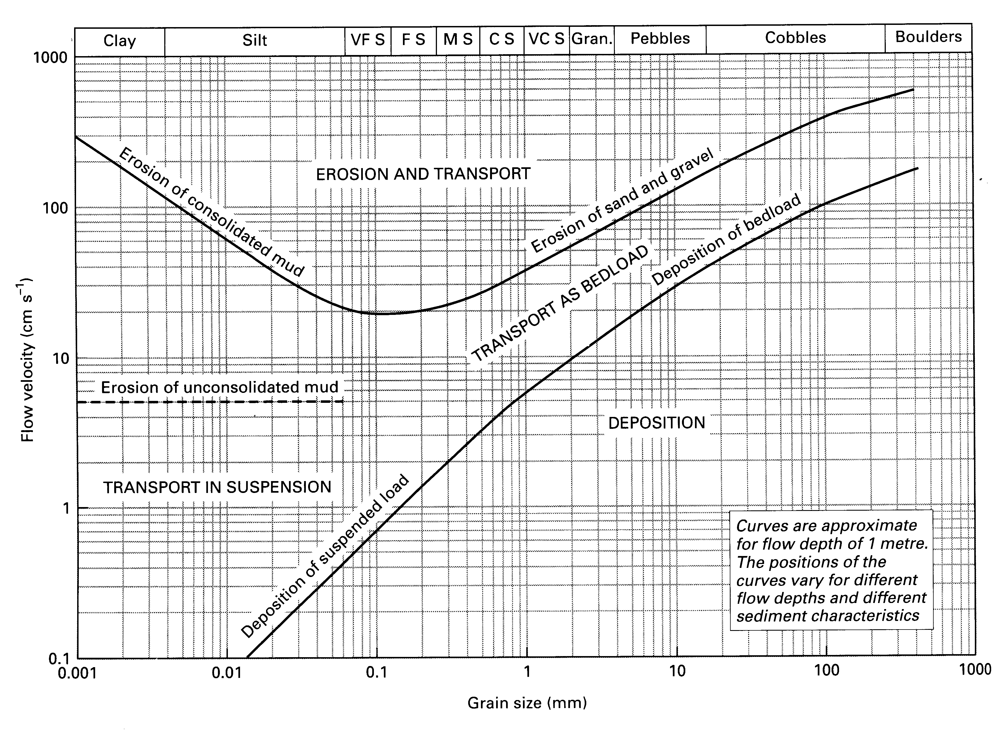 Clay Silt VF S F S M S C S VC S Gran. Pebbles Cobbles Boulders
1000
100
10
1
0.1
Flow velocity (cm s⁻¹)
Erosion of consolidated mud
EROSION AND TRANSPORT
Erosion of sand and gravel
TRANSPORT AS BEDLOAD
Deposition of bedload
Erosion of unconsolidated mud
DEPOSITION
TRANSPORT IN SUSPENSION
Deposition of suspended load
Curves are approximate
for flow depth of 1 metre.
The positions of the
curves vary for different
flow depths and different
sediment characteristics
0.001 0.01 0.1 1 10 100 1000
Grain size (mm)